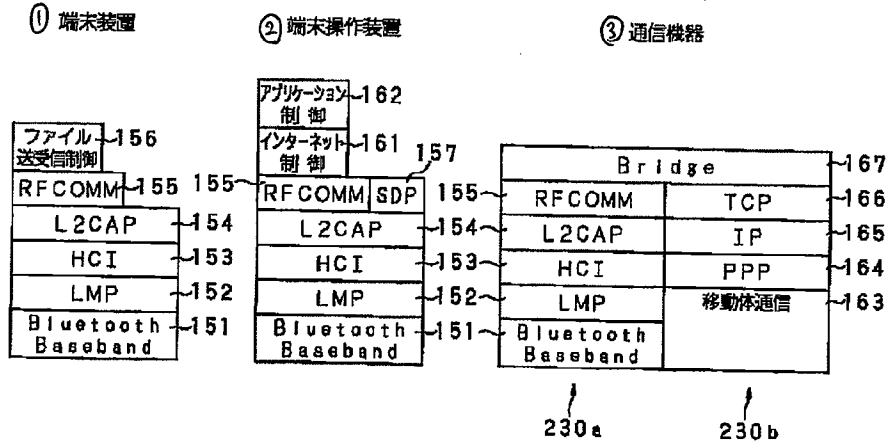 ① 端末装置
ファイル
送受信制御
156
RFCOMM
155
L2CAP
154
HCI
153
LMP
152
Bluetooth
Baseband
151
② 端末操作装置
アプリケーション
制御
162
インターネット
制御
161
157
155
RFCOMM
SDP
L2CAP
HCI
LMP
Bluetooth
Baseband
③ 通信機器
Bridge
167
155
RFCOMM
TCP
166
154
L2CAP
IP
165
153
HCI
PPP
164
152
LMP
移動体通信
163
151
Bluetooth
Baseband
230a
230b